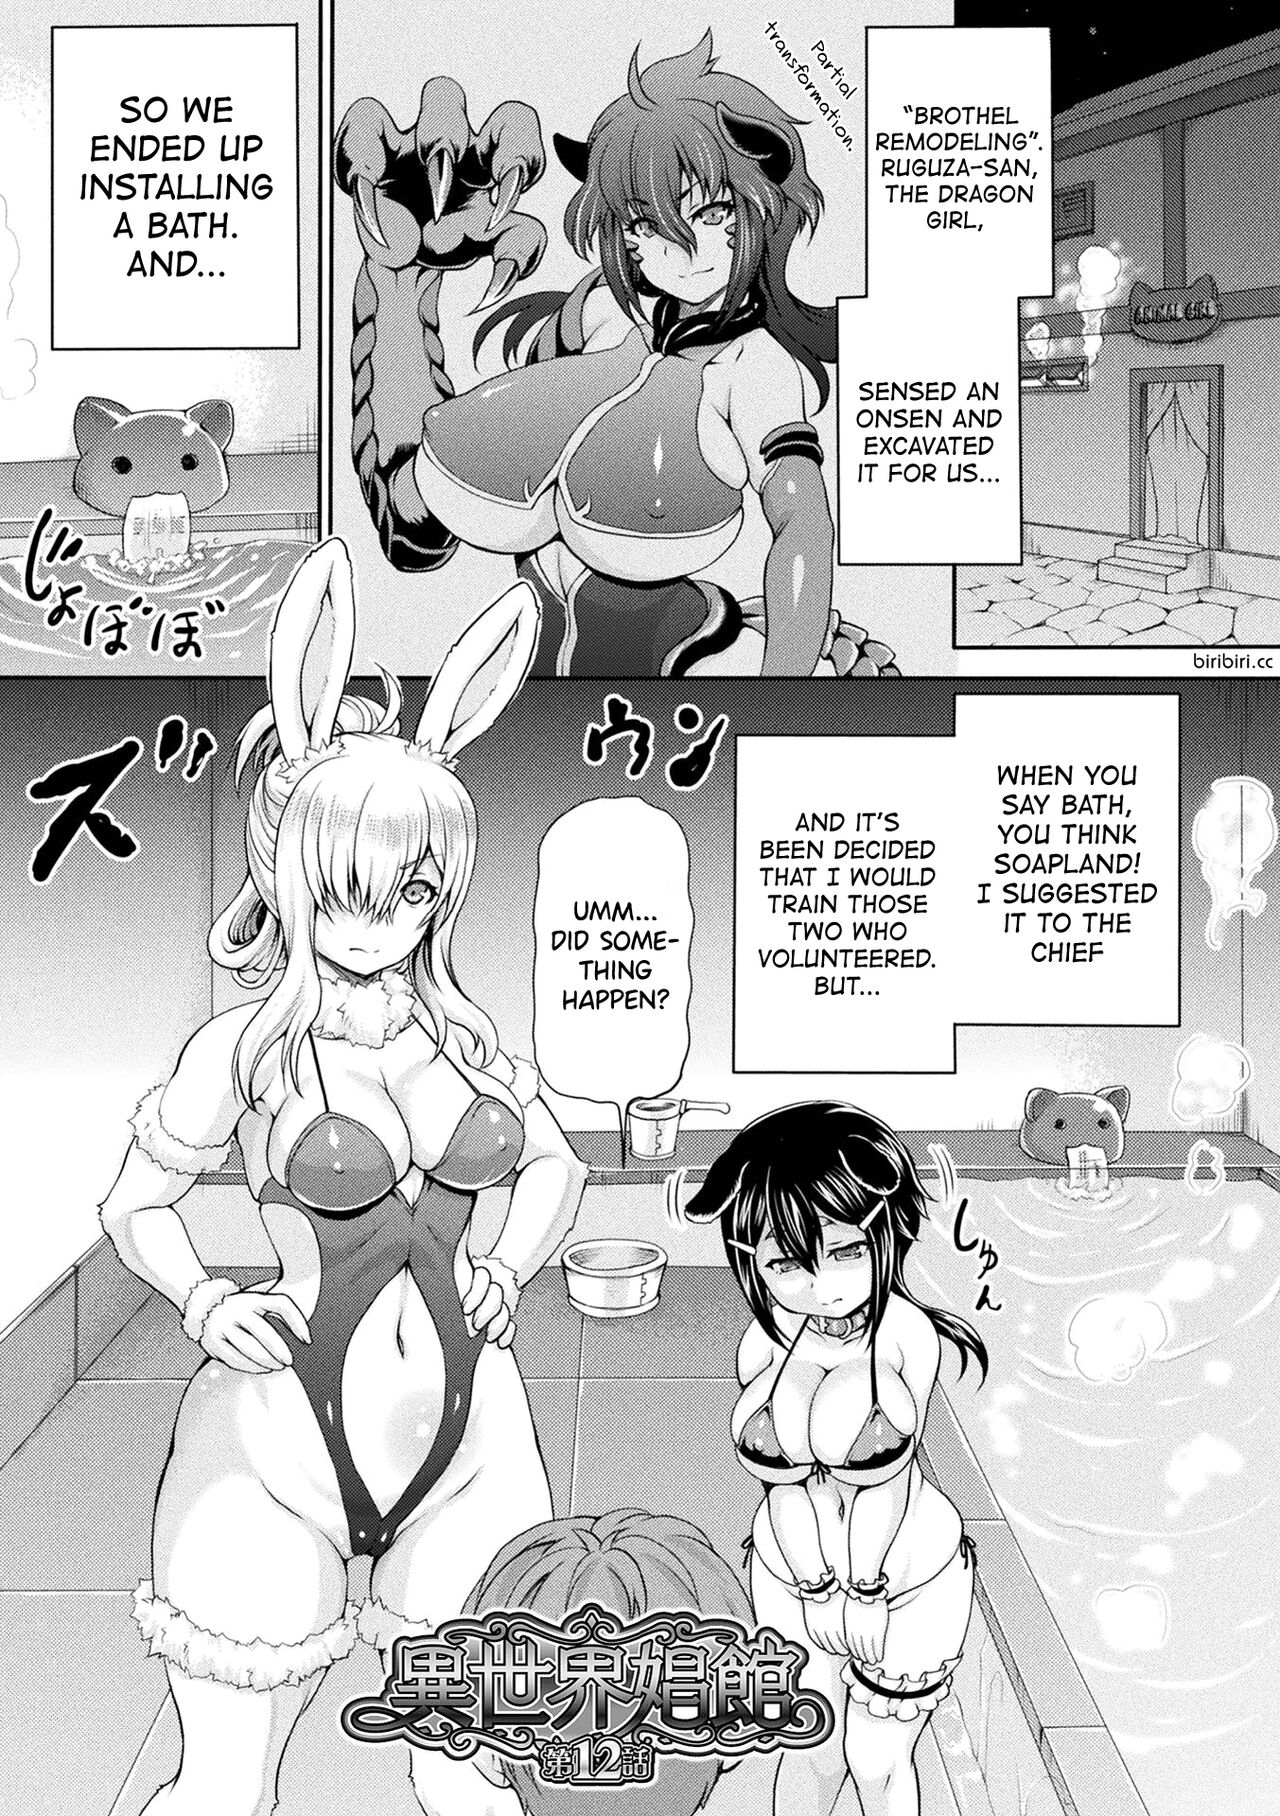 "BROTHEL
REMODELING".
RUGUZA-SAN,
THE DRAGON
GIRL,
SENSED AN
ONSEN AND
EXCAVATED
IT FOR US...
Partial
transformation.
ANIMAL GIRL
SO WE
ENDED UP
INSTALLING
A BATH.
AND...
じょぼぼ
biribiri.cc
WHEN YOU
SAY BATH,
YOU THINK
SOAPLAND!
I SUGGESTED
IT TO THE
CHIEF
AND IT'S
BEEN DECIDED
THAT I WOULD
TRAIN THOSE
TWO WHO
VOLUNTEERED.
BUT...
UMM...
DID SOME-
THING
HAPPEN?
ズウン
しゅん
異世界娼館
第12話